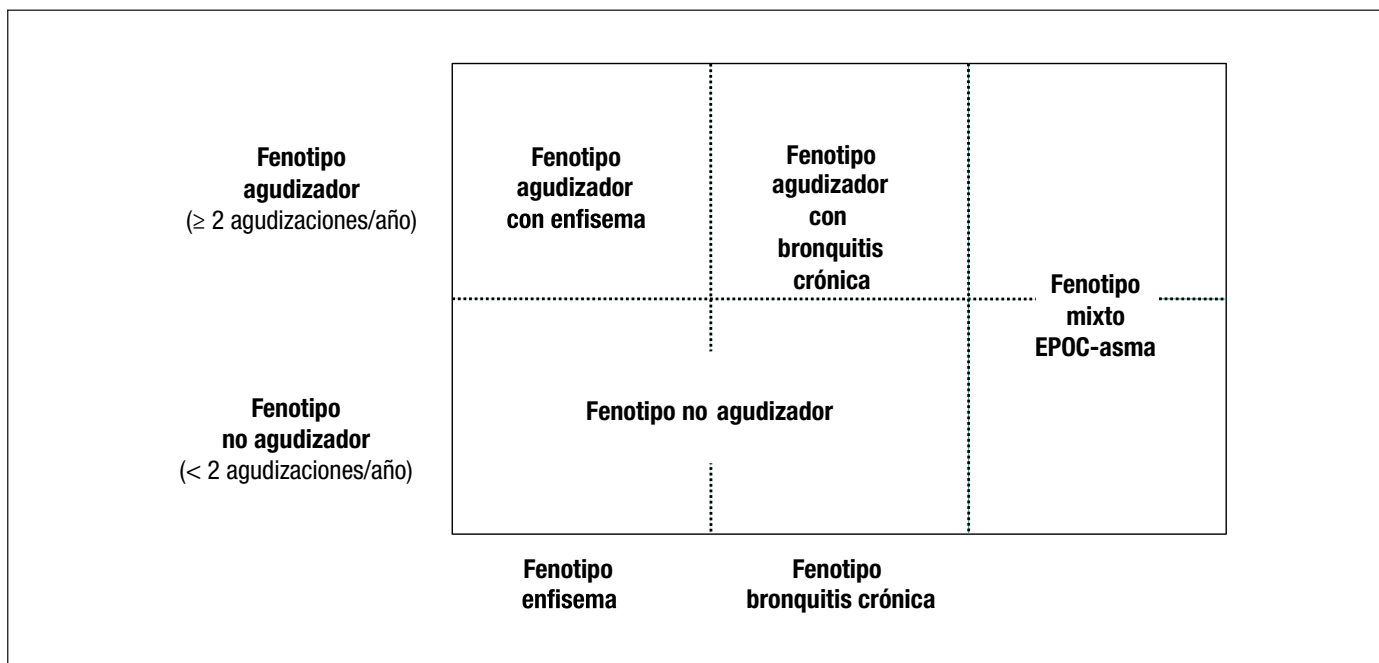 Fenotipo
agudizador
(≥ 2 agudizaciones/año)
Fenotipo
agudizador
con enfisema
Fenotipo
agudizador
con
bronquitis
crónica
Fenotipo
mixto
EPOC-asma
Fenotipo
no agudizador
(< 2 agudizaciones/año)
Fenotipo no agudizador
Fenotipo
enfisema
Fenotipo
bronquitis crónica